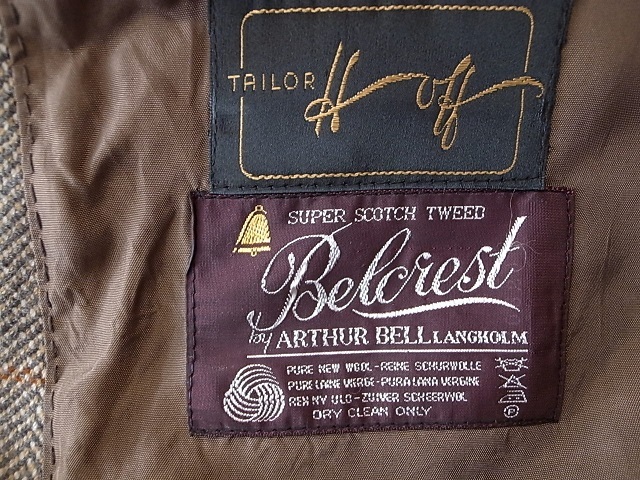 TAILOR Hoff
SUPER SCOTCH TWEED
Belcrest
by ARTHUR BELL LANGHOLM
PURE NEW WOOL-REINE SCHURWOLLE
PURE LAINE VIERGE-PURA LANA VERGINE
REN NY ULD-ZUIVER SCHEERWOL
DRY CLEAN ONLY
P